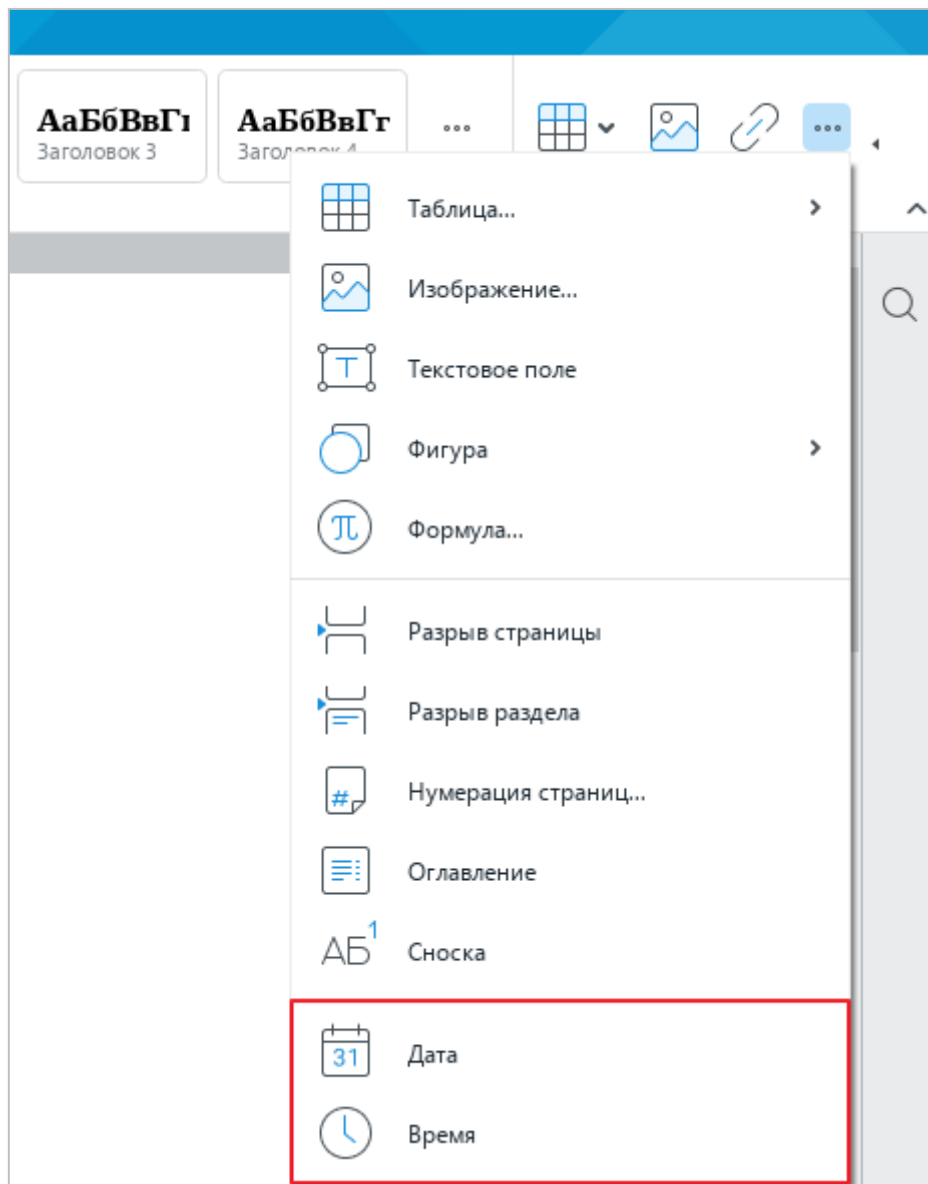 АаБбВвГг АаБбВвГг
Заголовок 3 Заголовок 4
Таблица...
Изображение...
Т
Текстовое поле
Фигура
π
Формула...
Разрыв страницы
Разрыв раздела
#
Нумерация страниц...
Оглавление
АБ1
Сноска
31
Дата
Время